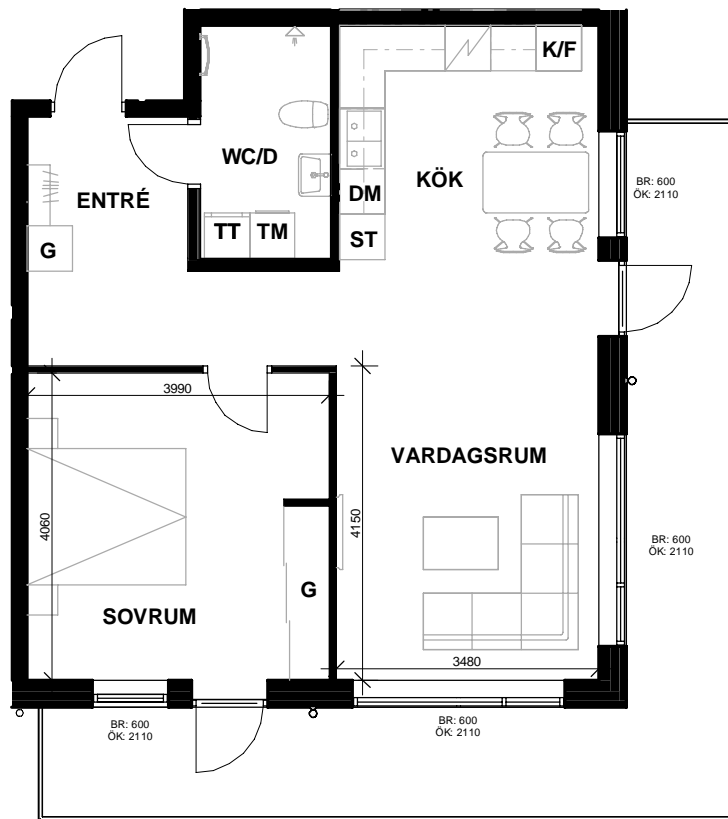 K/F
WC/D
KÖK
DM
ENTRÉ
BR: 600
ÖK: 2110
TT
TM
ST
G
3990
VARDAGSRUM
4060
4150
BR: 600
ÖK: 2110
G
SOVRUM
3480
BR: 600
ÖK: 2110
BR: 600
ÖK: 2110